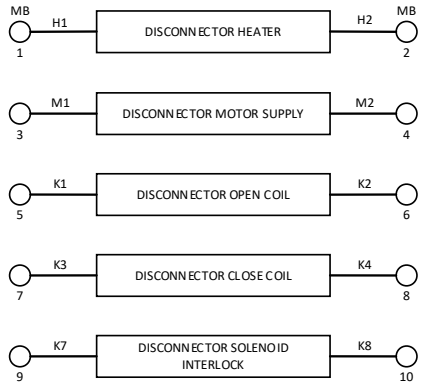 MB MB
H1 DISCONNECTOR HEATER H2
1 2
M1 DISCONNECTOR MOTOR SUPPLY M2
3 4
K1 DISCONNECTOR OPEN COIL K2
5 6
K3 DISCONNECTOR CLOSE COIL K4
7 8
K7 DISCONNECTOR SOLENOID K8
INTERLOCK
9 10